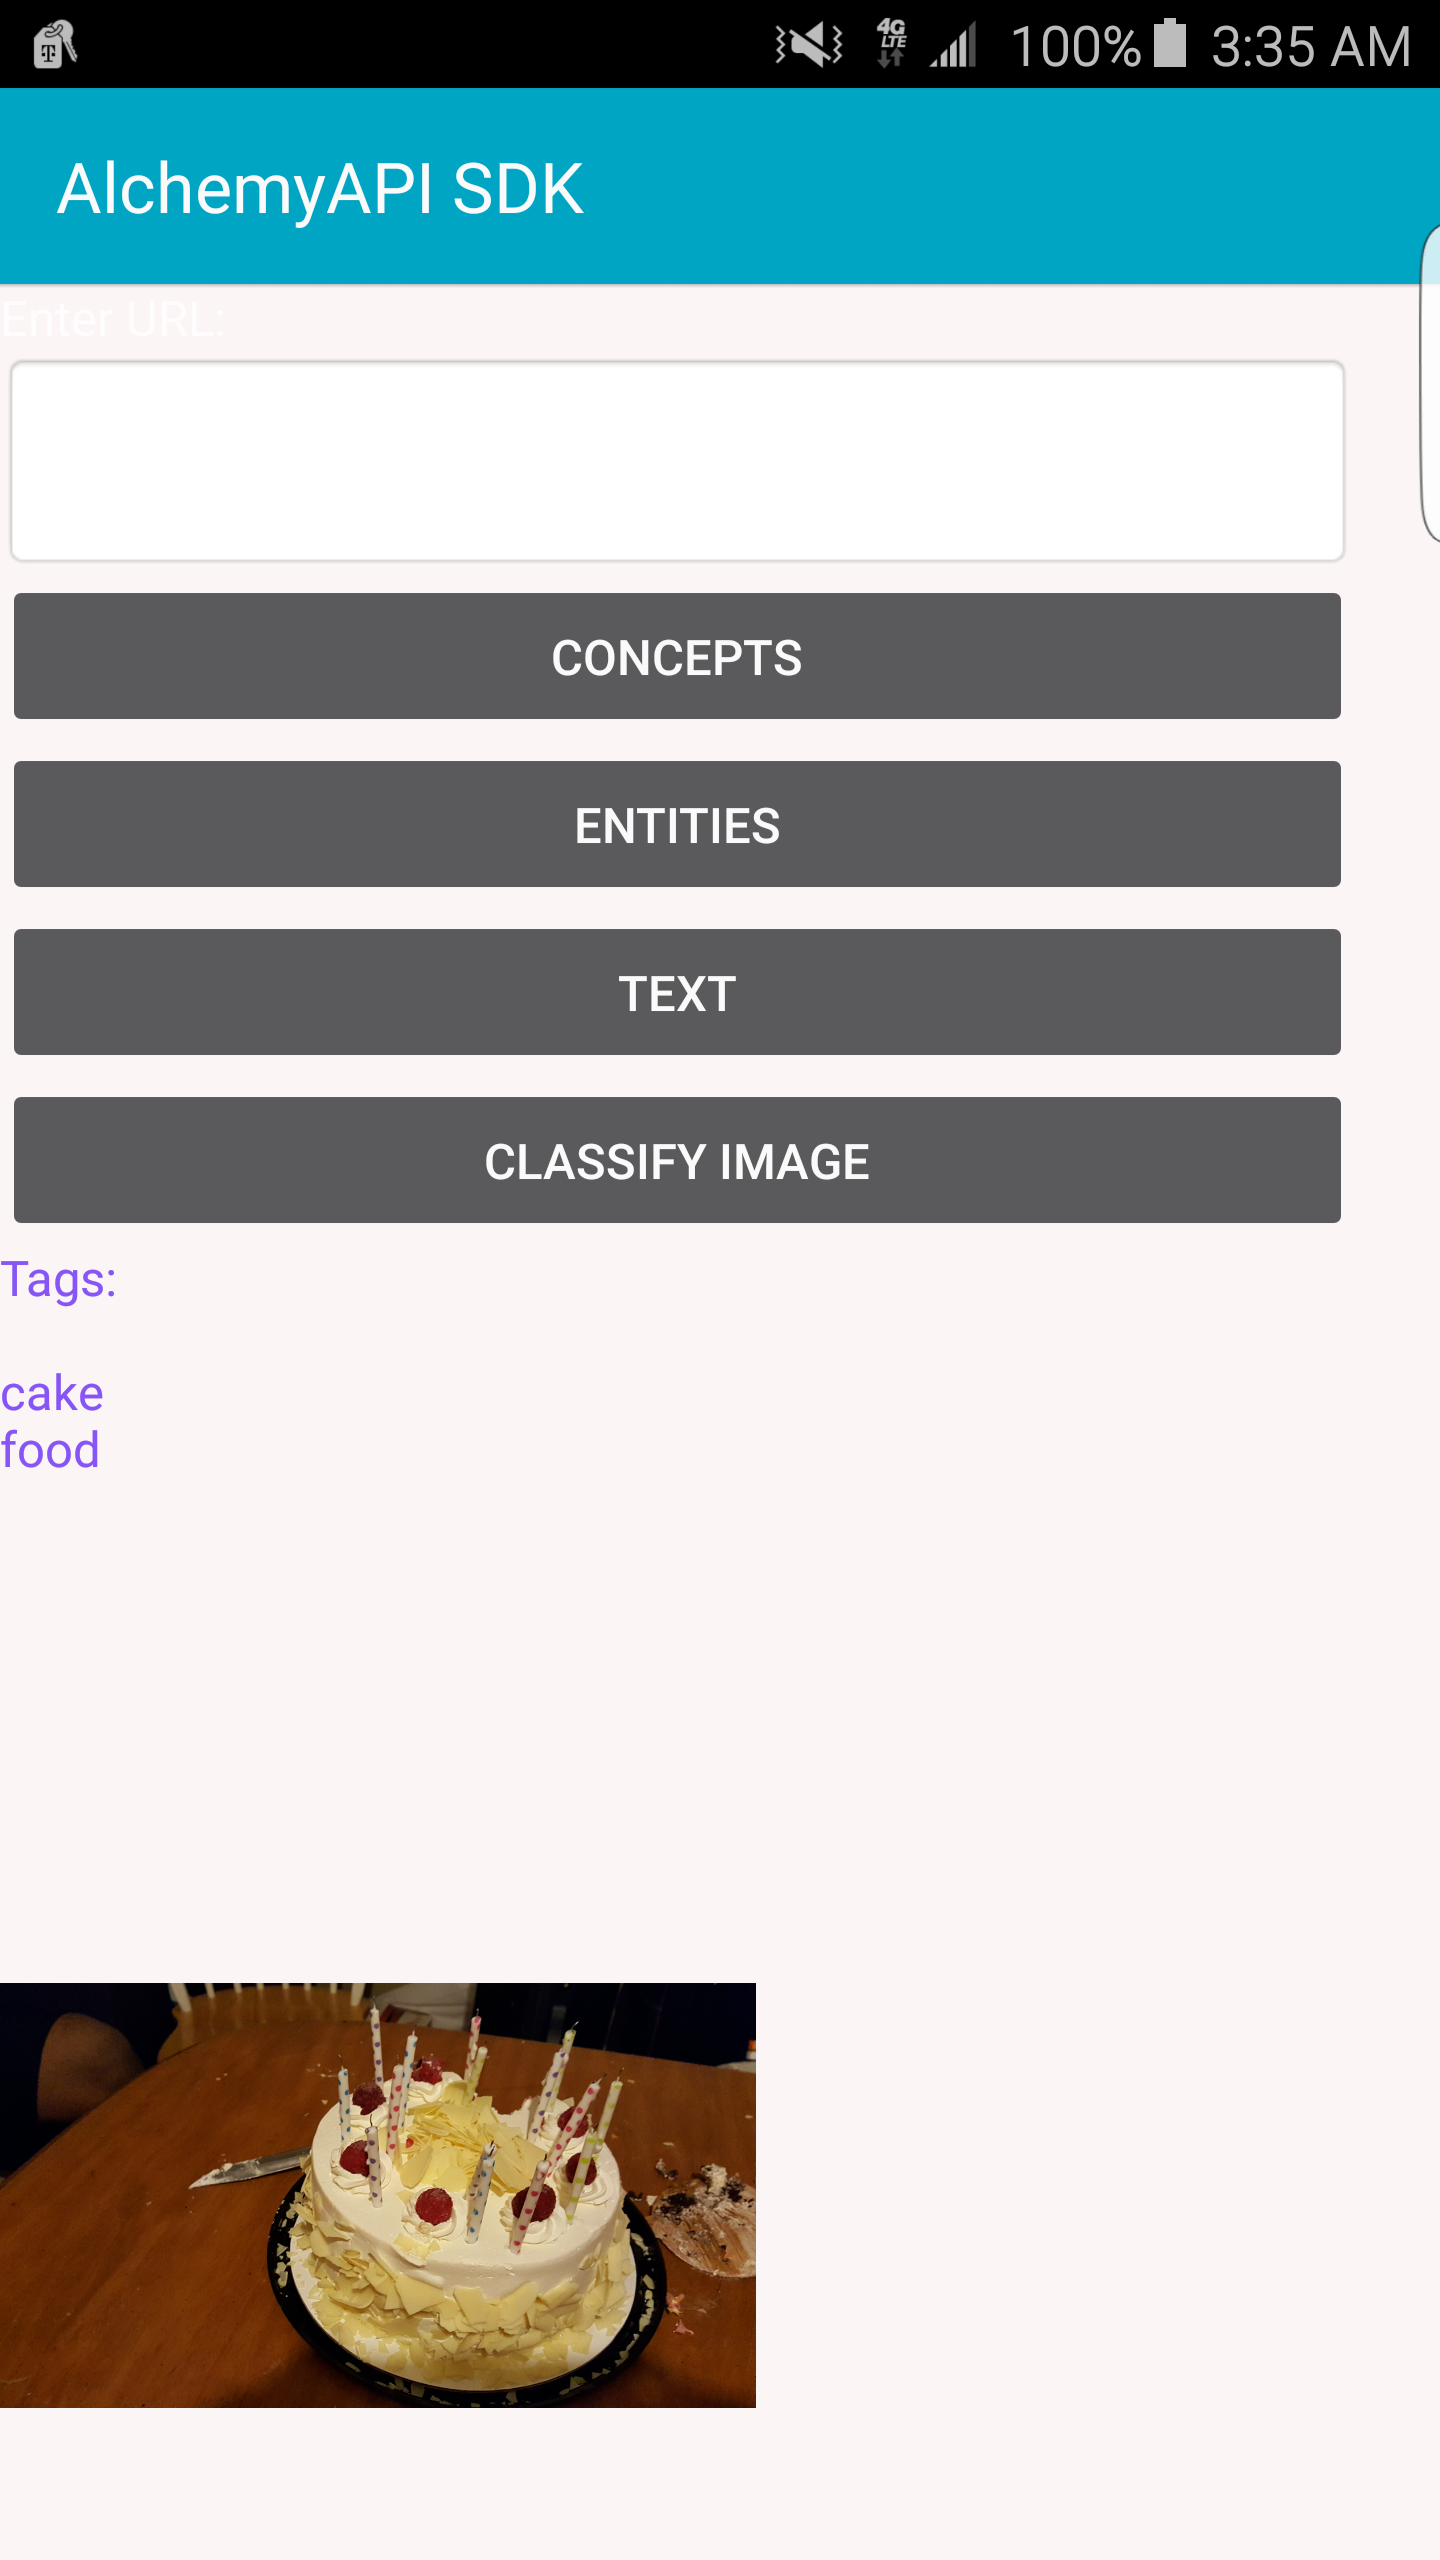 4G LTE 100% 3:35 AM
AlchemyAPI SDK
Enter URL:
CONCEPTS
ENTITIES
TEXT
CLASSIFY IMAGE
Tags:
cake
food